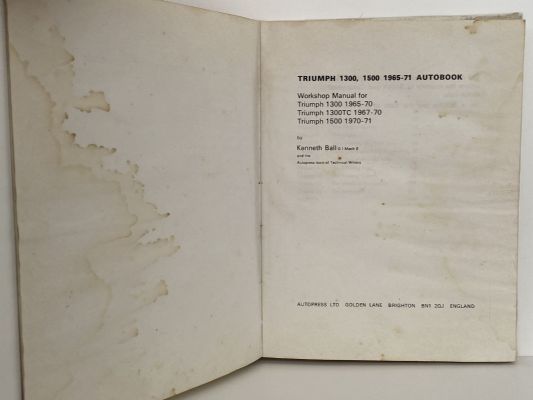 TRIUMPH 1300, 1500 1965-71 AUTOBOOK
Workshop Manual for
Triumph 1300 1965-70
Triumph 1300TC 1967-70
Triumph 1500 1970-71
by
Kenneth Ball G I Mech E
and the
Autopress team of Technical Writers
AUTOPRESS LTD GOLDEN LANE BRIGHTON BN1 2QJ ENGLAND